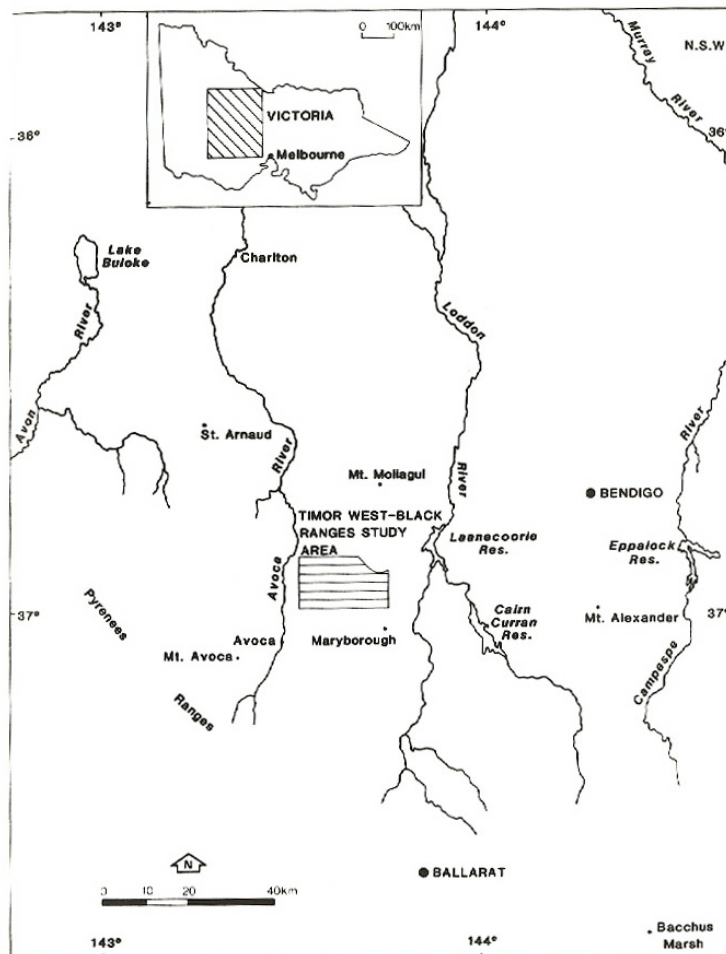 143°
144°
0 100km
VICTORIA
Melbourne
Murray
River
N.S.W
36°
36°
Lake
Buloke
Charlton
River
Avon
Loddon
River
St. Arnaud
River
Avoca
Mt. Moliagul
BENDIGO
TIMOR WEST-BLACK
RANGES STUDY
AREA
Laanecoorie
Res.
River
Eppalock
Res.
Campaspe
37°
37°
Pyrenees
Ranges
Avoca
Mt. Avoca
Maryborough
Cairn
Curran
Res.
Mt. Alexander
N
0 10 20 40km
BALLARAT
Bacchus
Marsh
143°
144°